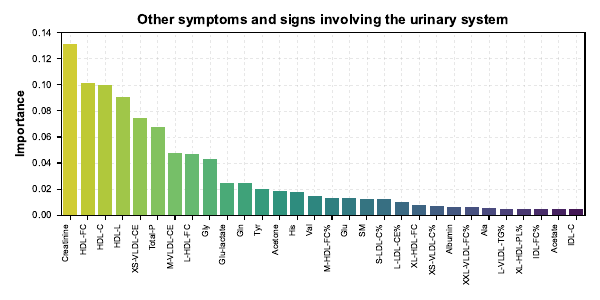 Other symptoms and signs involving the urinary system
Importance
0.14
0.12
0.10
0.08
0.06
0.04
0.02
0.00
Creatinine
HDL-FC
HDL-C
HDL-L
XS-VLDL-CE
Total-P
M-VLDL-CE
L-HDL-FC
Gly
Glu-lactate
Gln
Tyr
Acetone
His
Val
M-HDL-FC%
Glu
SM
S-LDL-C%
L-LDL-CE%
XL-HDL-FC
XS-VLDL-C%
Albumin
XXL-VLDL-FC%
Ala
L-VLDL-TG%
XL-HDL-PL%
IDL-FC%
Acetate
IDL-C